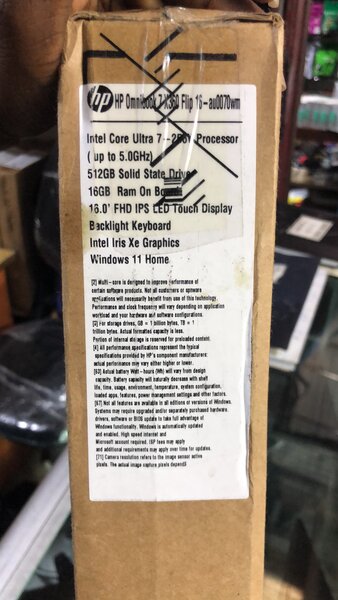 hp HP OmniBook 7 X360 Flip 16-au0070wm
Intel Core Ultra 7 Processor
( up to 5.0GHz)
512GB Solid State Drive
16GB Ram On Board
16.0' FHD IPS LED Touch Display
Backlight Keyboard
Intel Iris Xe Graphics
Windows 11 Home
[2] Multi - core is designed to improve performance of
certain software products. Not all customers or software
applications will necessarily benefit from use of this technology.
Performance and clock frequency will vary depending on application
workload and your hardware and software configurations.
[3] For storage drives, GB = 1 billion bytes, TB = 1
trillion bytes. Actual formatted capacity is less.
Portion of internal storage is reserved for preloaded content.
[4] All performance specifications represent the typical
specifications provided by HP's component manufacturers;
actual performance may vary either higher or lower.
[63] Actual battery Watt - hours (Wh) will vary from design
capacity. Battery capacity will naturally decrease with shelf
life, time, usage, environment, temperature, system configuration,
loaded apps, features, power management settings and other factors.
[67] Not all features are available in all editions of versions of Windows.
Systems may require upgraded and/or separately purchased hardware,
drivers, software or BIOS update to take full advantage of
Windows functionality. Windows is automatically updated
and enabled. High speed internet and
Microsoft account required. ISP fees may apply
and additional requirements may apply over time for updates.
[71] Camera resolution refers to the image sensor active
pixels. The actual image capture pixels depends